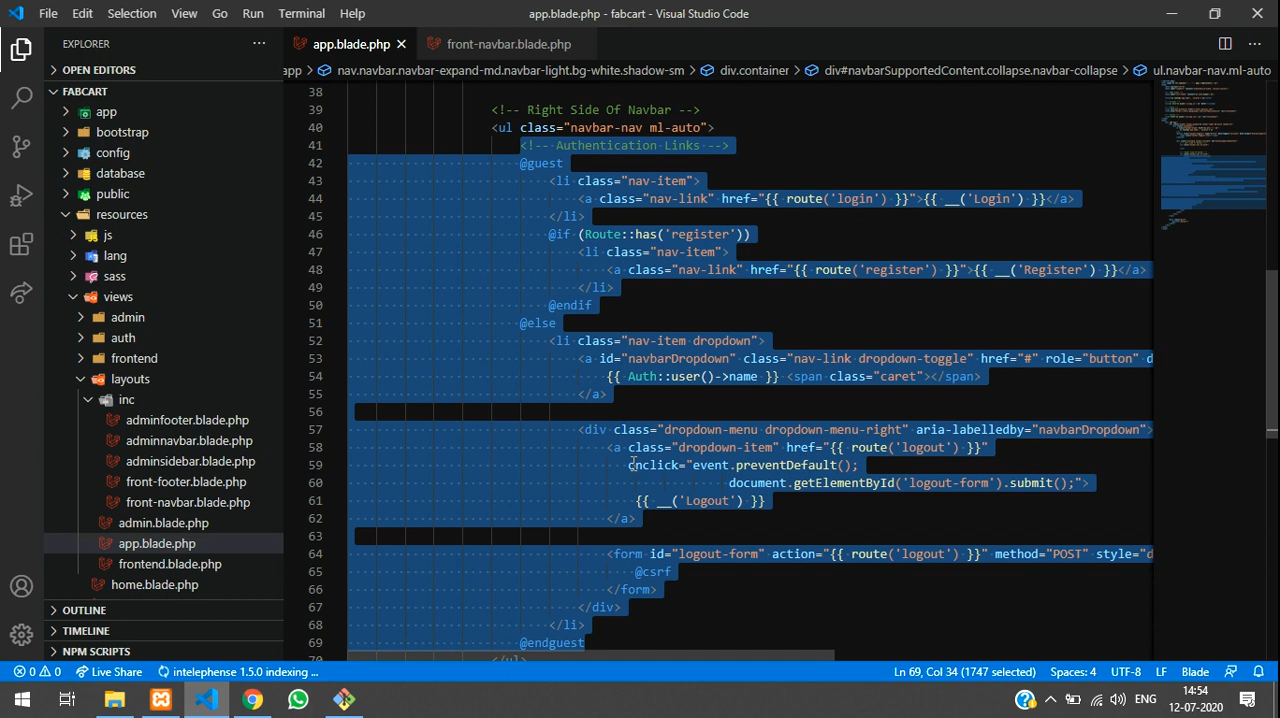 File Edit Selection View Go Run Terminal Help app.blade.php - fabcart - Visual Studio Code
EXPLORER ···
app.blade.php × front-navbar.blade.php
OPEN EDITORS
app > nav.navbar.navbar-expand-md.navbar-light.bg-white.shadow-sm > div.container > div#navbarSupportedContent.collapse.navbar-collapse > ul.navbar-nav.ml-auto
FABCART
app
bootstrap
config
database
public
resources
js
lang
sass
views
admin
auth
frontend
layouts
inc
adminfooter.blade.php
adminnavbar.blade.php
adminsidebar.blade.php
front-footer.blade.php
front-navbar.blade.php
admin.blade.php
app.blade.php
frontend.blade.php
home.blade.php
OUTLINE
TIMELINE
NPM SCRIPTS
38
39 Right Side Of Navbar -->
40 <ul class="navbar-nav ml-auto">
41 <!-- Authentication Links -->
42 @guest
43 <li class="nav-item">
44 <a class="nav-link" href="{{ route('login') }}">{{ __('Login') }}</a>
45 </li>
46 @if (Route::has('register'))
47 <li class="nav-item">
48 <a class="nav-link" href="{{ route('register') }}">{{ __('Register') }}</a>
49 </li>
50 @endif
51 @else
52 <li class="nav-item dropdown">
53 <a id="navbarDropdown" class="nav-link dropdown-toggle" href="#" role="button" d
54 {{ Auth::user()->name }} <span class="caret"></span>
55 </a>
56
57 <div class="dropdown-menu dropdown-menu-right" aria-labelledby="navbarDropdown">
58 <a class="dropdown-item" href="{{ route('logout') }}"
59 onclick="event.preventDefault();
60 document.getElementById('logout-form').submit();">
61 {{ __('Logout') }}
62 </a>
63
64 <form id="logout-form" action="{{ route('logout') }}" method="POST" style="d
65 @csrf
66 </form>
67 </div>
68 </li>
69 @endguest
70 </ul>
0 0 Live Share intelephense 1.5.0 indexing ... Ln 69, Col 34 (1747 selected) Spaces: 4 UTF-8 LF Blade
ENG 14:54
12-07-2020